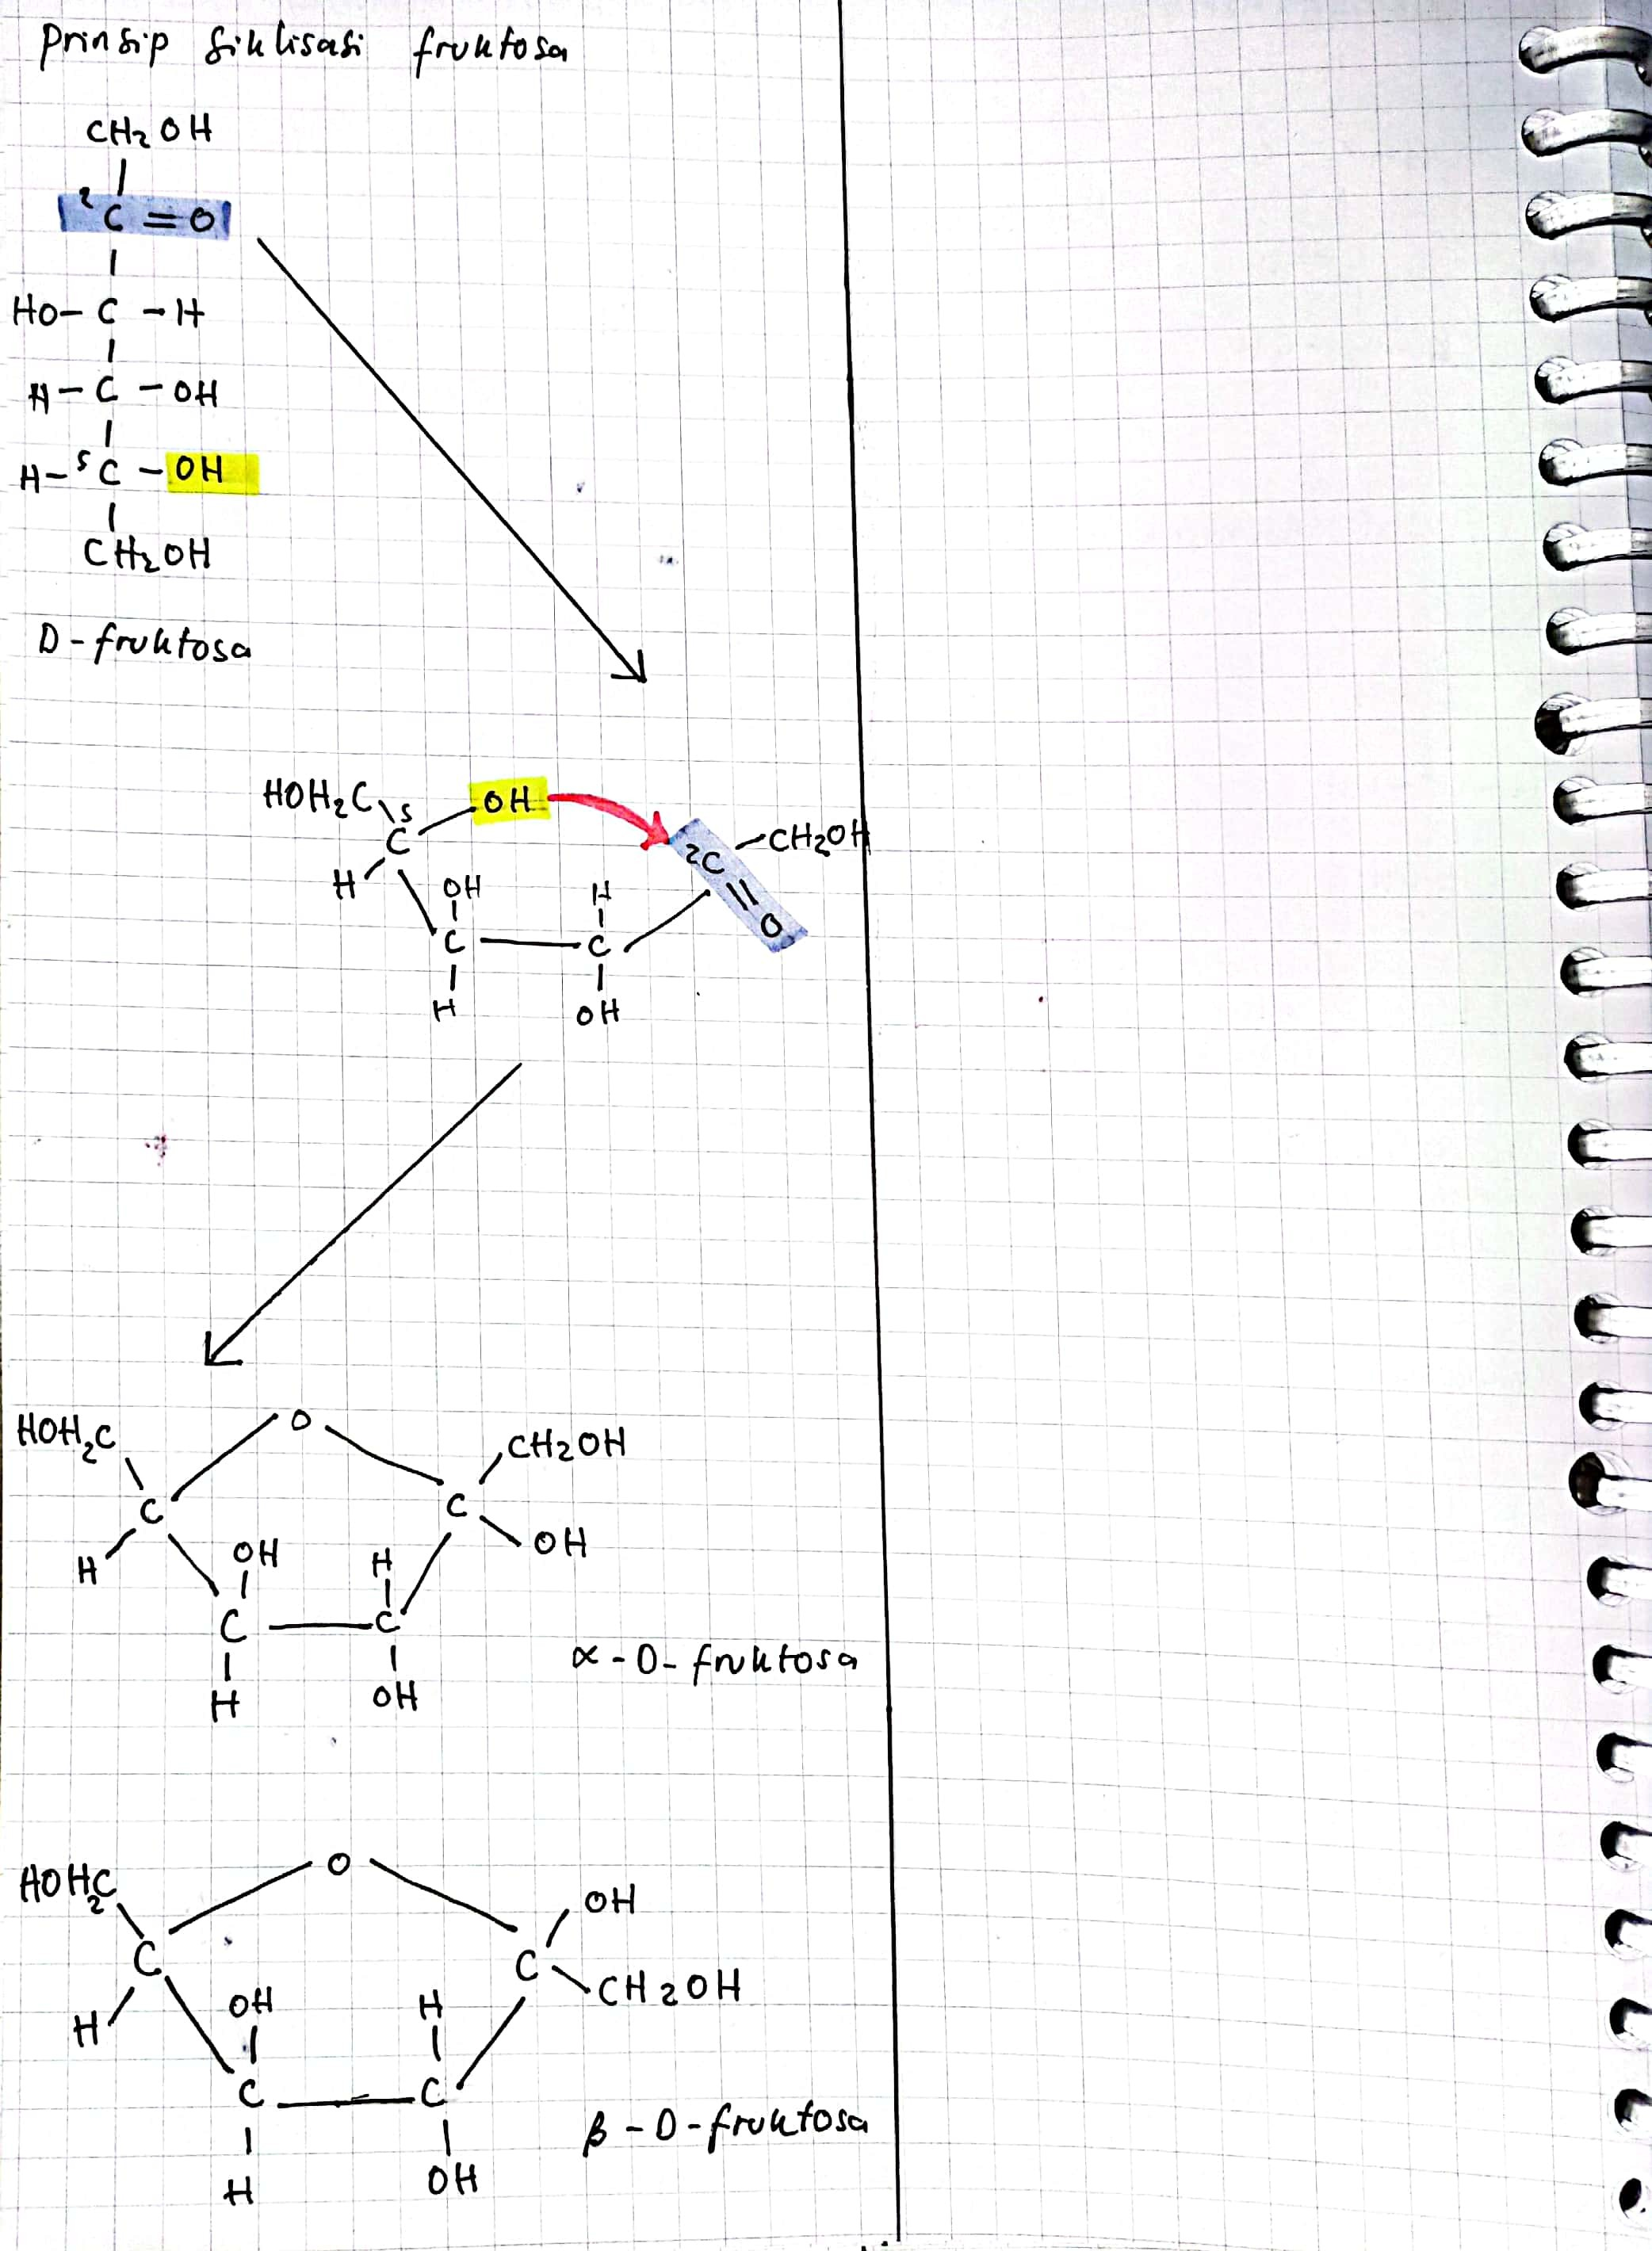 Prinsip siklisasi fruktosa
CH₂OH
²C=O
HO-C-H
H-C-OH
H-⁵C-OH
CH₂OH
D-fruktosa
HOH₂C 5 OH
C ²C CH₂OH
H OH H
O
C C
H OH
HOH₂C O CH₂OH
C C
OH
H OH H
C C
α-D-fruktosa
H OH
HOH₂C O OH
C C
CH₂OH
H OH H
C C
β-D-fruktosa
H OH